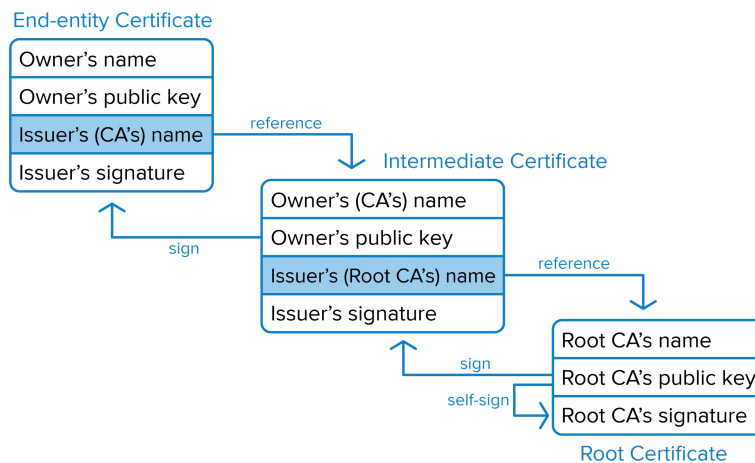 End-entity Certificate
Owner’s name
Owner’s public key
Issuer’s (CA’s) name
Issuer’s signature
reference
Intermediate Certificate
Owner’s (CA’s) name
Owner’s public key
Issuer’s (Root CA’s) name
Issuer’s signature
sign
reference
Root CA’s name
Root CA’s public key
Root CA’s signature
sign
self-sign
Root Certificate